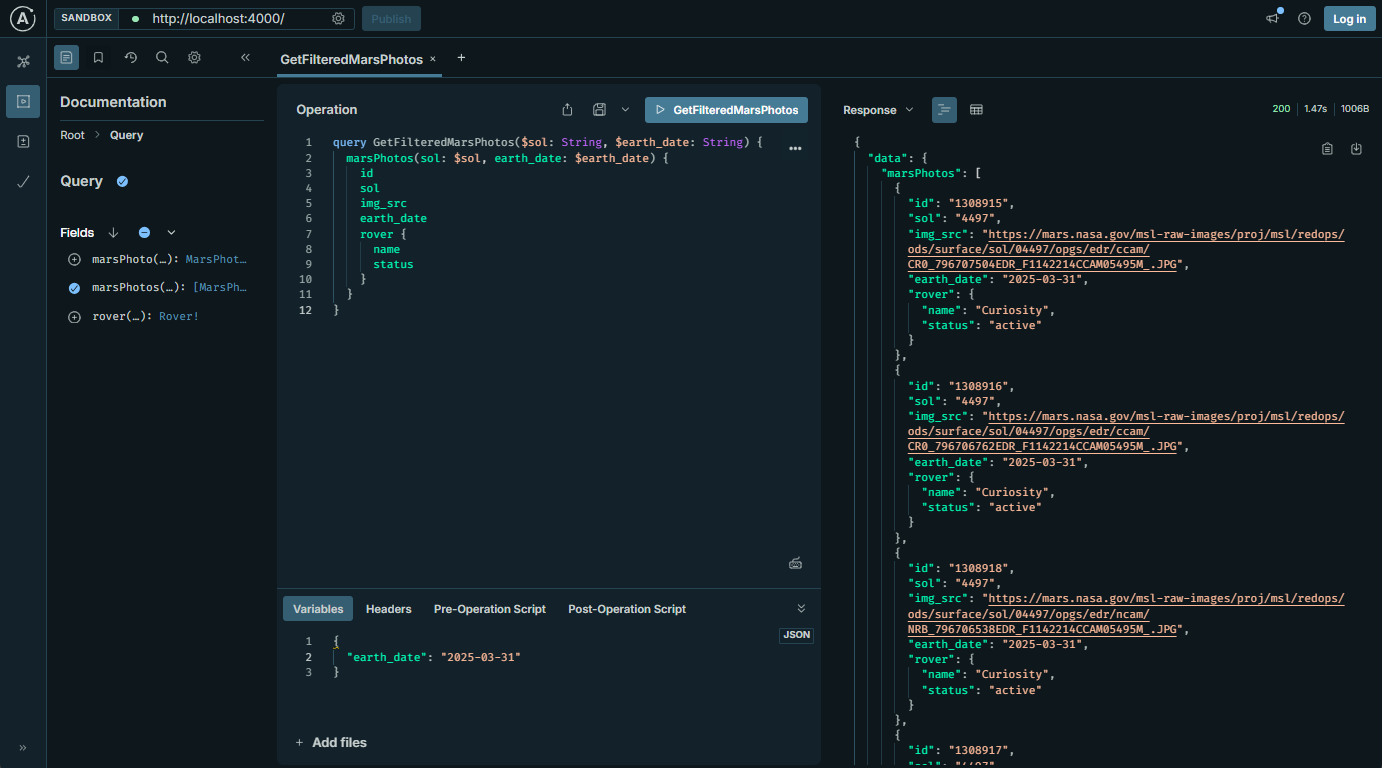 SANDBOX
http://localhost:4000/
Publish
Log in
GetFilteredMarsPhotos
Documentation
Root > Query
Query
Fields
marsPhoto(…): MarsPhot…
marsPhotos(…): [MarsPh…
rover(…): Rover!
Operation
GetFilteredMarsPhotos
1 query GetFilteredMarsPhotos($sol: String, $earth_date: String) {
2 marsPhotos(sol: $sol, earth_date: $earth_date) {
3 id
4 sol
5 img_src
6 earth_date
7 rover {
8 name
9 status
10 }
11 }
12 }
Variables Headers Pre-Operation Script Post-Operation Script
JSON
1 {
2 "earth_date": "2025-03-31"
3 }
+ Add files
Response
200 1.47s 1006B
{
"data": {
"marsPhotos": [
{
"id": "1308915",
"sol": "4497",
"img_src": "https://mars.nasa.gov/msl-raw-images/proj/msl/redops/
ods/surface/sol/04497/opgs/edr/ccam/
CR0_796707504EDR_F1142214CCAM05495M_.JPG",
"earth_date": "2025-03-31",
"rover": {
"name": "Curiosity",
"status": "active"
}
},
{
"id": "1308916",
"sol": "4497",
"img_src": "https://mars.nasa.gov/msl-raw-images/proj/msl/redops/
ods/surface/sol/04497/opgs/edr/ccam/
CR0_796706762EDR_F1142214CCAM05495M_.JPG",
"earth_date": "2025-03-31",
"rover": {
"name": "Curiosity",
"status": "active"
}
},
{
"id": "1308918",
"sol": "4497",
"img_src": "https://mars.nasa.gov/msl-raw-images/proj/msl/redops/
ods/surface/sol/04497/opgs/edr/ncam/
NRB_796706538EDR_F1142214CCAM05495M_.JPG",
"earth_date": "2025-03-31",
"rover": {
"name": "Curiosity",
"status": "active"
}
},
{
"id": "1308917",
"sol": "4497",